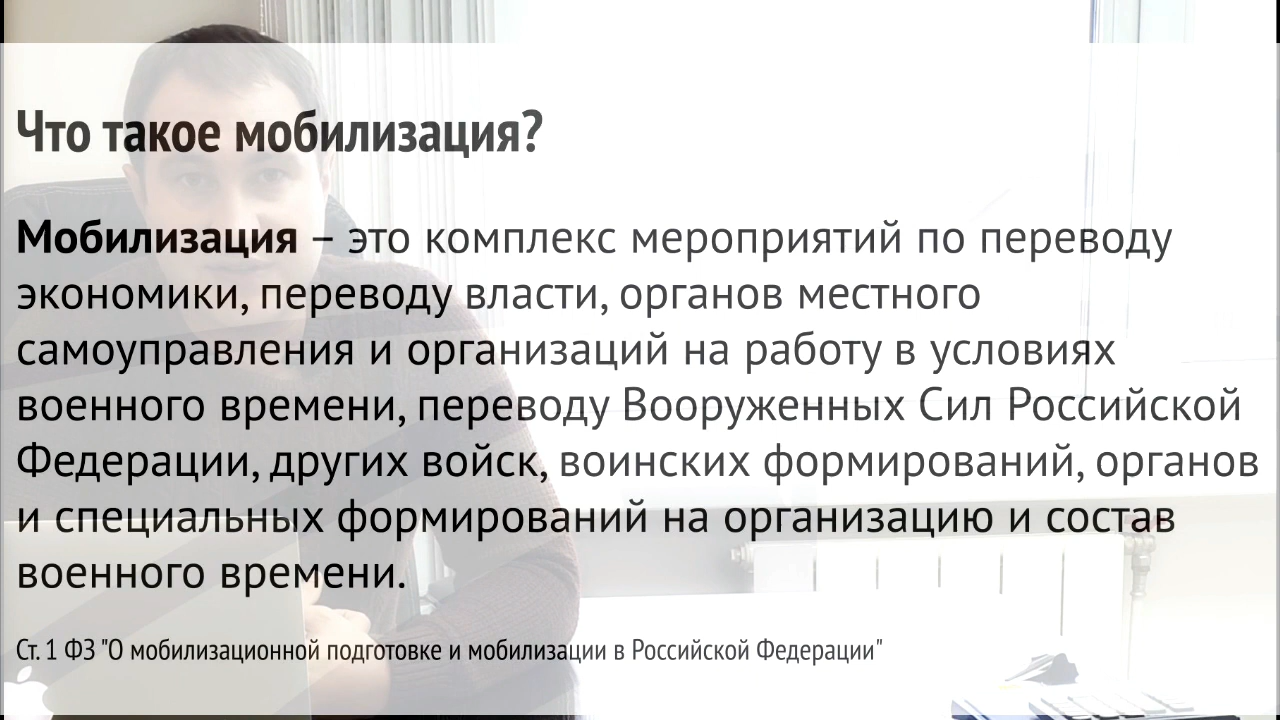 Что такое мобилизация?
Мобилизация – это комплекс мероприятий по переводу
экономики, переводу власти, органов местного
самоуправления и организаций на работу в условиях
военного времени, переводу Вооруженных Сил Российской
Федерации, других войск, воинских формирований, органов
и специальных формирований на организацию и состав
военного времени.
Ст. 1 ФЗ "О мобилизационной подготовке и мобилизации в Российской Федерации"